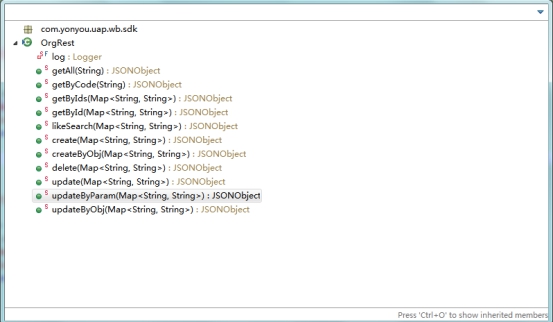 com.yonyou.uap.wb.sdk
OrgRest
log : Logger
getAll(String) : JSONObject
getByCode(String) : JSONObject
getByIds(Map<String, String>) : JSONObject
getById(Map<String, String>) : JSONObject
likeSearch(Map<String, String>) : JSONObject
create(Map<String, String>) : JSONObject
createByObj(Map<String, String>) : JSONObject
delete(Map<String, String>) : JSONObject
update(Map<String, String>) : JSONObject
updateByParam(Map<String, String>) : JSONObject
updateByObj(Map<String, String>) : JSONObject
Press 'Ctrl+O' to show inherited members